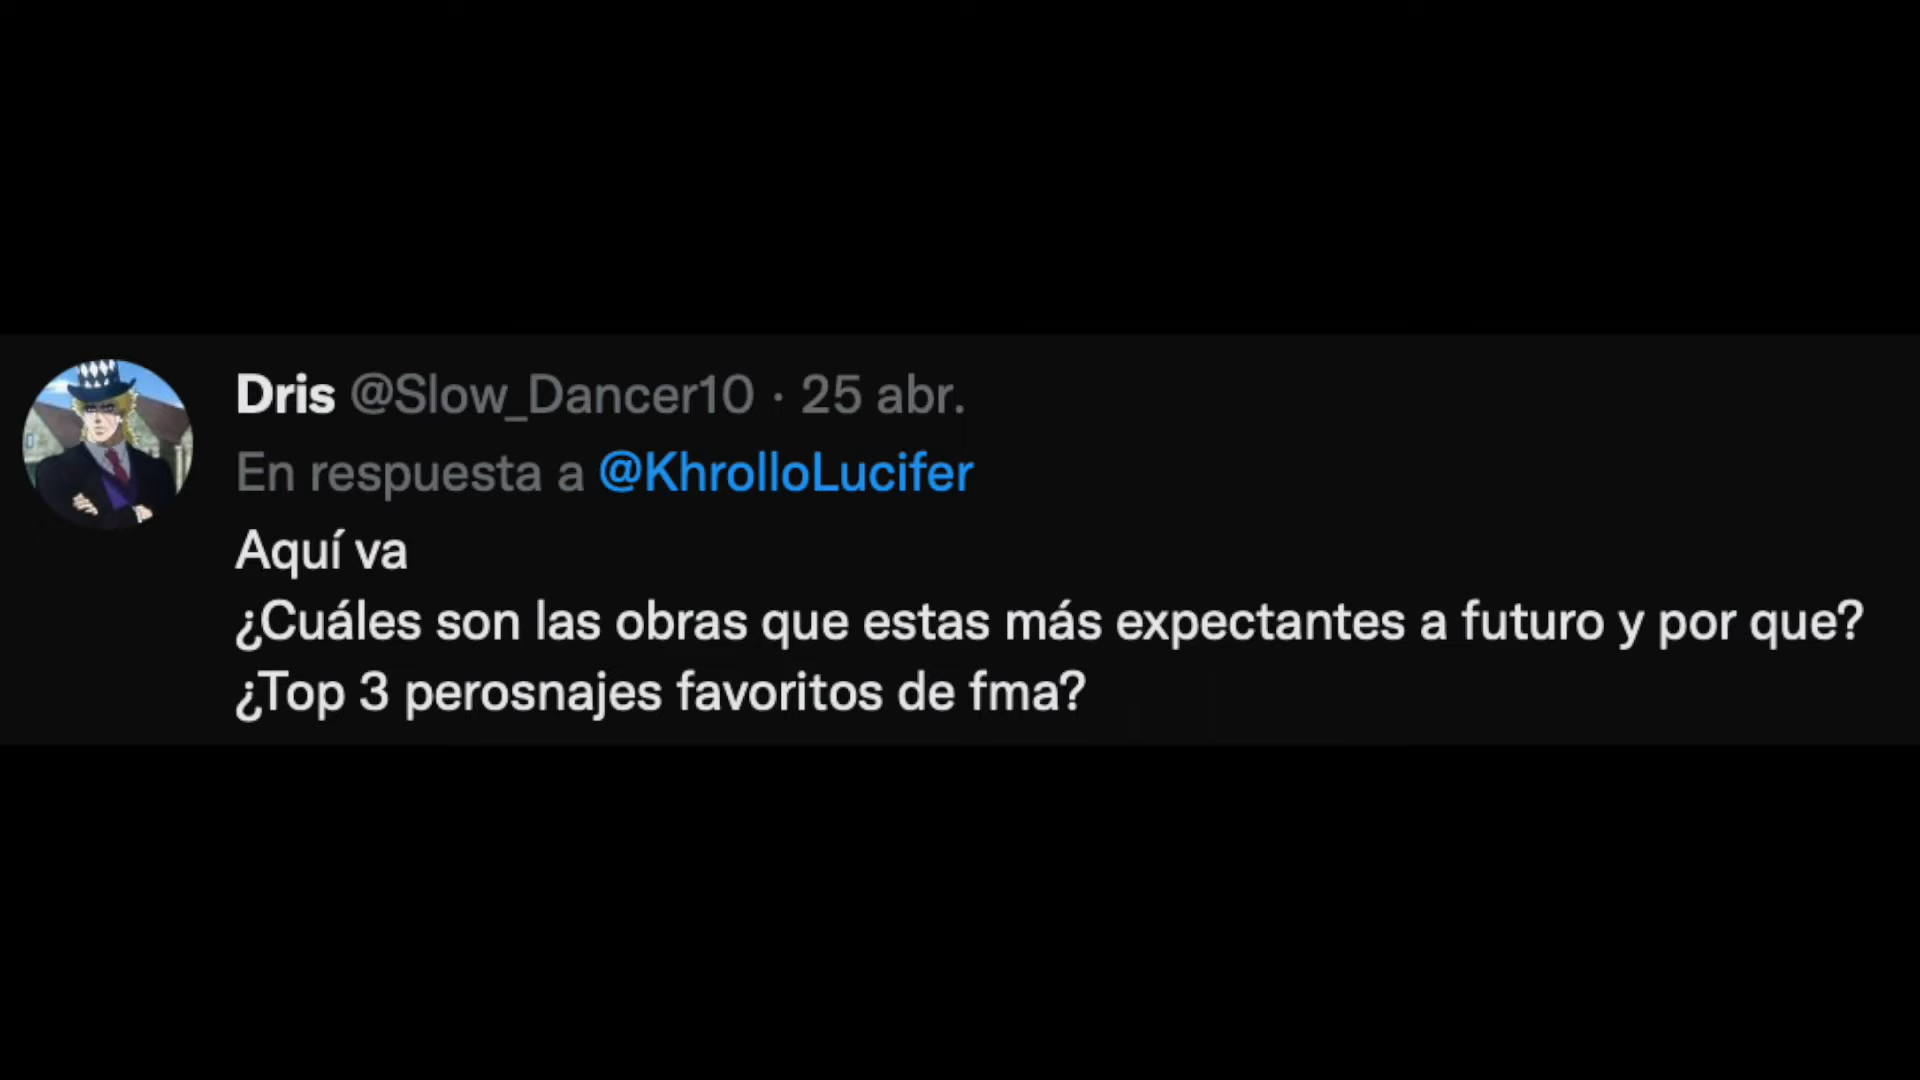 Dris @Slow_Dancer10 · 25 abr.
En respuesta a @KhrolloLucifer
Aquí va
¿Cuáles son las obras que estas más expectantes a futuro y por que?
¿Top 3 perosnajes favoritos de fma?